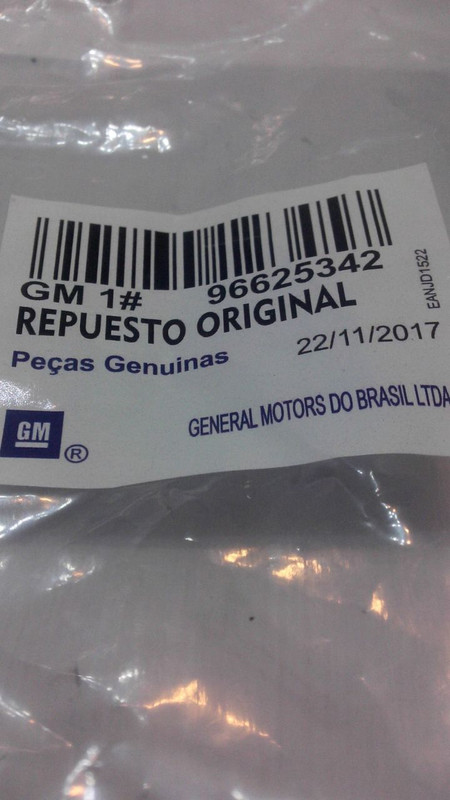 GM 1# 96625342
REPUESTO ORIGINAL
EANJD1522
Peças Genuinas 22/11/2017
GM ® GENERAL MOTORS DO BRASIL LTDA